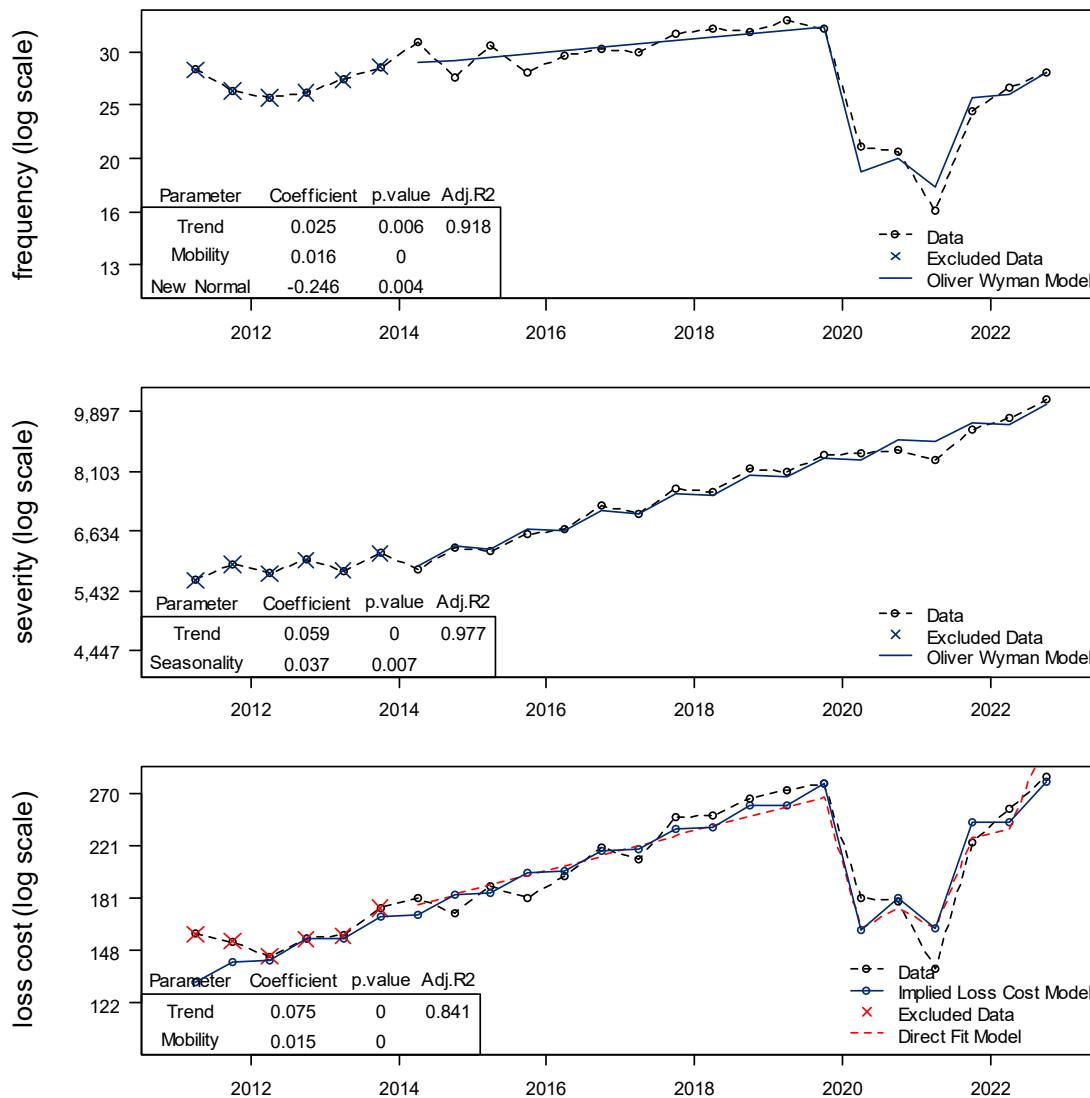 frequency (log scale)
30
25
20
16
13
Parameter Coefficient p.value Adj.R2
Trend 0.025 0.006 0.918
Mobility 0.016 0
New Normal -0.246 0.004
Data
Excluded Data
Oliver Wyman Model
2012 2014 2016 2018 2020 2022
severity (log scale)
9,897
8,103
6,634
5,432
4,447
Parameter Coefficient p.value Adj.R2
Trend 0.059 0 0.977
Seasonality 0.037 0.007
Data
Excluded Data
Oliver Wyman Model
2012 2014 2016 2018 2020 2022
loss cost (log scale)
270
221
181
148
122
Parameter Coefficient p.value Adj.R2
Trend 0.075 0 0.841
Mobility 0.015 0
Data
Implied Loss Cost Model
Excluded Data
Direct Fit Model
2012 2014 2016 2018 2020 2022